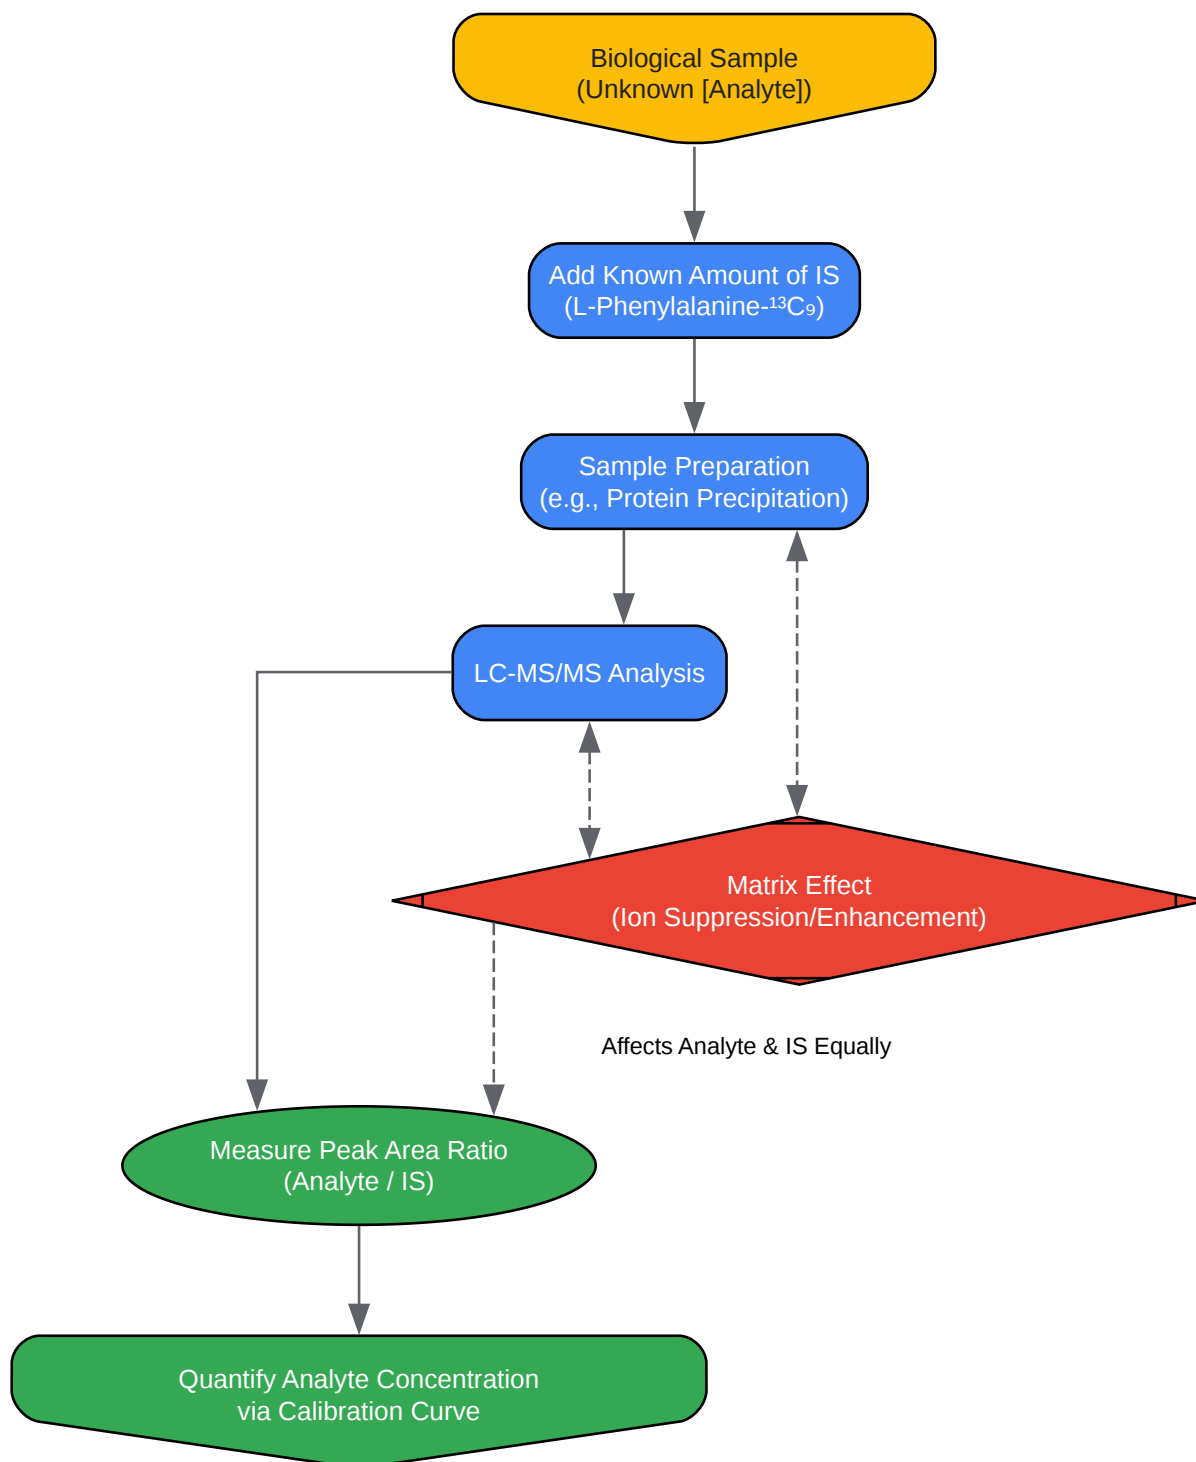 Biological Sample
(Unknown [Analyte])
Add Known Amount of IS
(L-Phenylalanine-¹³C₉)
Sample Preparation
(e.g., Protein Precipitation)
LC-MS/MS Analysis
Matrix Effect
(Ion Suppression/Enhancement)
Affects Analyte & IS Equally
Measure Peak Area Ratio
(Analyte / IS)
Quantify Analyte Concentration
via Calibration Curve